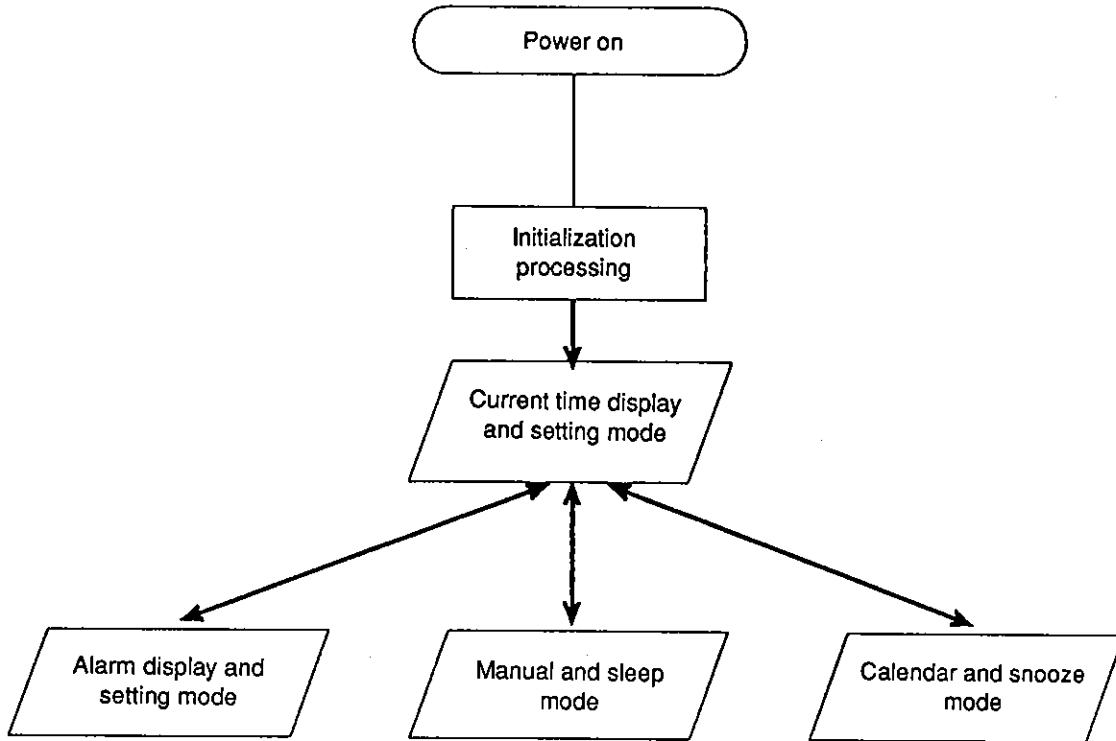 Power on
Initialization
processing
Current time display
and setting mode
Alarm display and
setting mode
Manual and sleep
mode
Calendar and snooze
mode